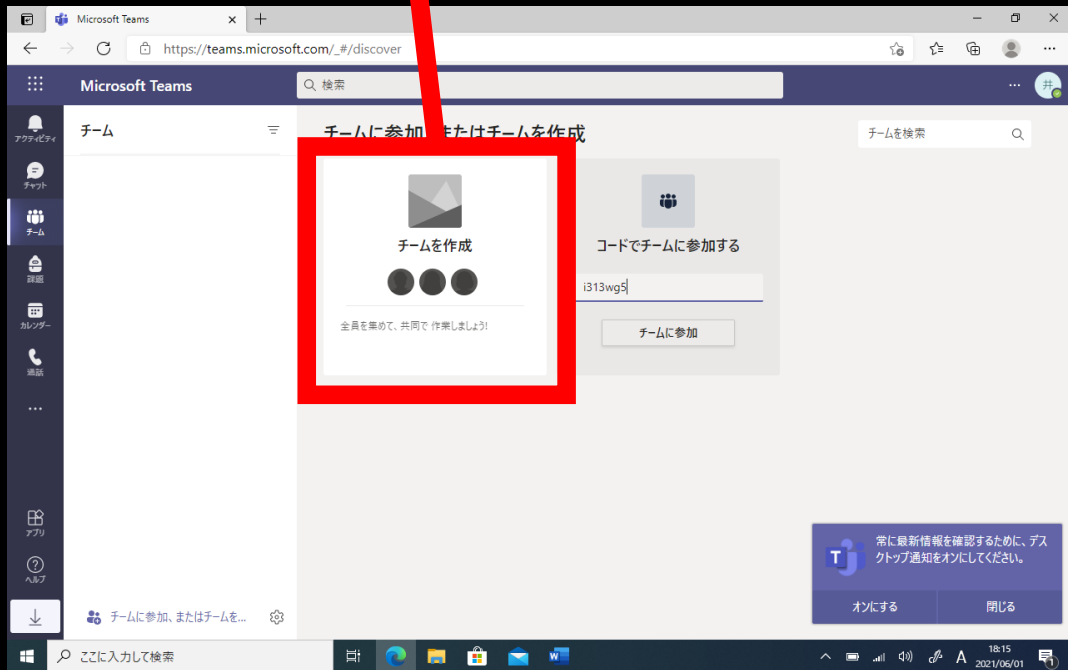 Microsoft Teams
https://teams.microsoft.com/_#/discover
Microsoft Teams
検索
井
アクティビティ
チャット
チーム
課題
カレンダー
通話
アプリ
ヘルプ
チーム
チームに参加、またはチームを...
チームに参加 またはチームを作成
チームを検索
チームを作成
全員を集めて、共同で 作業しましょう!
コードでチームに参加する
i313wg5
チームに参加
常に最新情報を確認するために、デス
クトップ通知をオンにしてください。
オンにする
閉じる
ここに入力して検索
A
18:15
2021/06/01